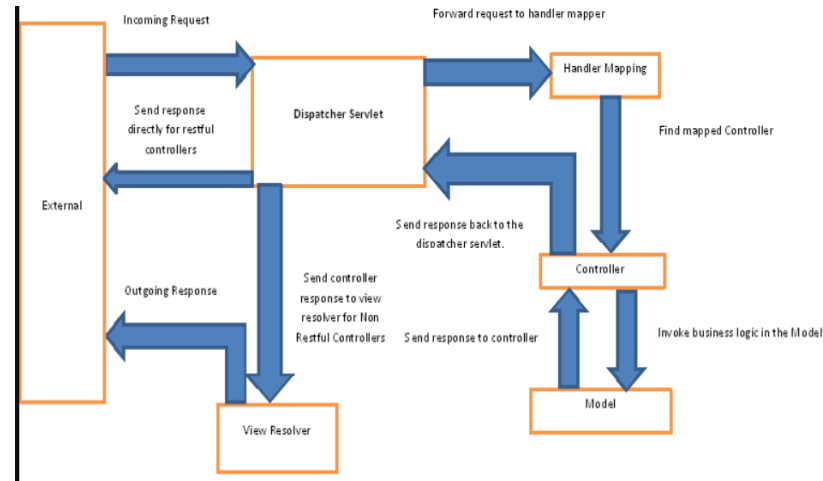 Incoming Request
Forward request to handler mapper
Handler Mapping
Dispatcher Servlet
Send response
directly for restful
controllers
Find mapped Controller
External
Send response back to the
dispatcher servlet.
Controller
Outgoing Response
Send controller
response to view
resolver for Non
Restful Controllers
Send response to controller
Invoke business logic in the Model
Model
View Resolver